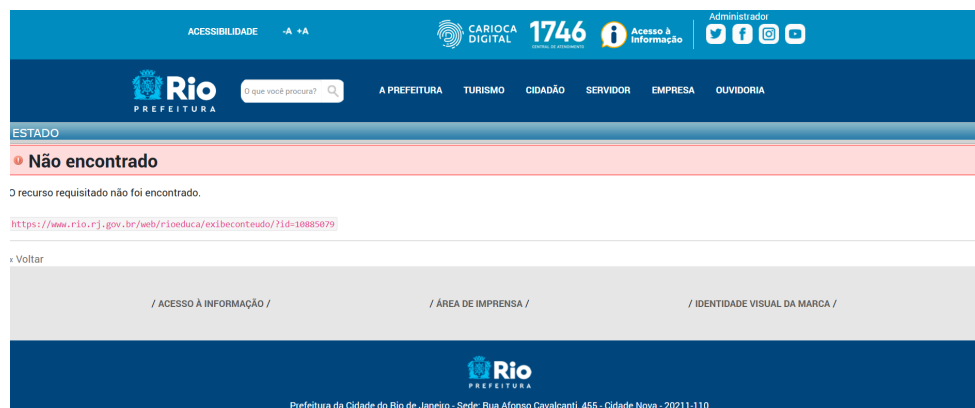 Administrador
ACESSIBILIDADE -A +A CARIOCA DIGITAL 1746 CENTRAL DE ATENDIMENTO i Acesso à Informação
Rio PREFEITURA O que você procura? A PREFEITURA TURISMO CIDADÃO SERVIDOR EMPRESA OUVIDORIA
ESTADO
Não encontrado
O recurso requisitado não foi encontrado.
https://www.rio.rj.gov.br/web/rioeduca/exibeconteudo/?id=10885079
« Voltar
/ ACESSO À INFORMAÇÃO / / ÁREA DE IMPRENSA / / IDENTIDADE VISUAL DA MARCA /
Rio
PREFEITURA
Prefeitura da Cidade do Rio de Janeiro - Sede: Rua Afonso Cavalcanti, 455 - Cidade Nova - 20211-110